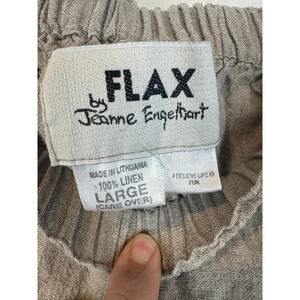 FLAX
by
Jeanne Engelhart
MADE IN LITHUANIA
100% LINEN
LARGE
(CARE OVER)
I BELIEVE LIFE IS
FUN